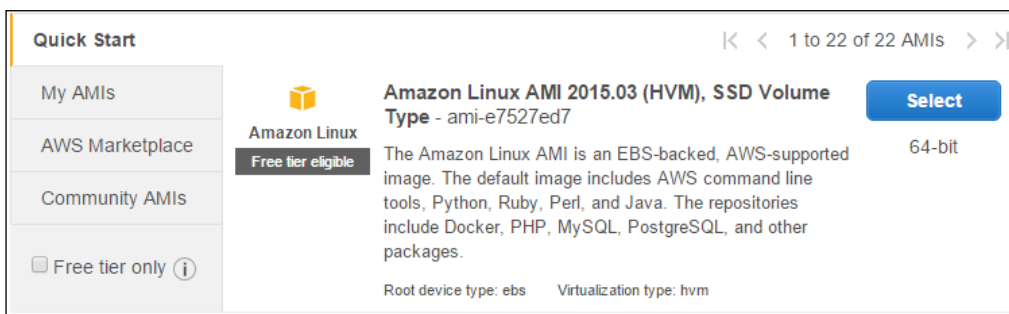 Quick Start
1 to 22 of 22 AMIs
My AMIs
AWS Marketplace
Community AMIs
Free tier only
Amazon Linux
Free tier eligible
Amazon Linux AMI 2015.03 (HVM), SSD Volume
Type - ami-e7527ed7
The Amazon Linux AMI is an EBS-backed, AWS-supported
image. The default image includes AWS command line
tools, Python, Ruby, Perl, and Java. The repositories
include Docker, PHP, MySQL, PostgreSQL, and other
packages.
Root device type: ebs Virtualization type: hvm
Select
64-bit